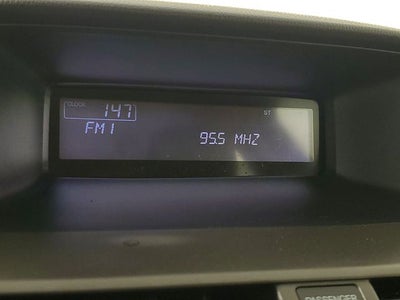 CLOCK 1:47 ST
FM1 95.5 MHZ
PASSENGER